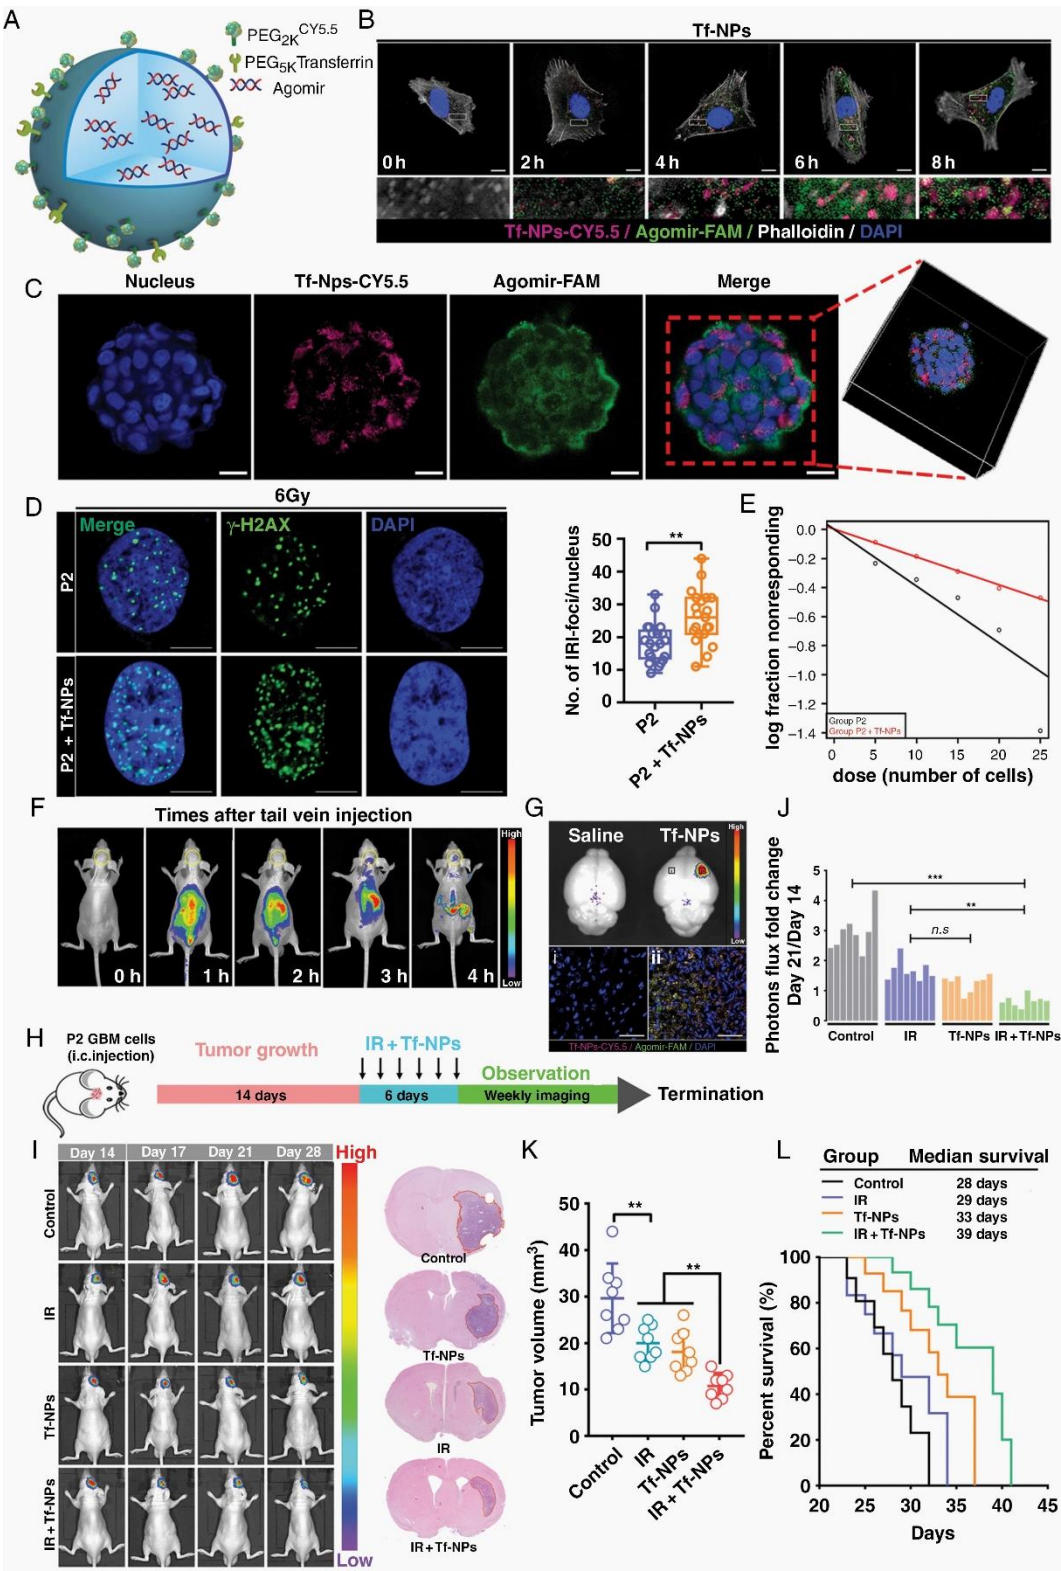 A
PEG2K CY5.5
PEG5KTransferrin
Agomir
B
Tf-NPs
0 h
2 h
4 h
6 h
8 h
Tf-NPs-CY5.5 / Agomir-FAM / Phalloidin / DAPI
C
Nucleus
Tf-Nps-CY5.5
Agomir-FAM
Merge
D
6Gy
Merge
γ-H2AX
DAPI
P2
P2 + Tf-NPs
No. of IRI-foci/nucleus
50
40
30
20
10
0
**
P2
P2 + Tf-NPs
E
log fraction nonresponding
0.0
−0.2
−0.4
−0.6
−0.8
−1.0
−1.2
−1.4
Group P2
Group P2 + Tf-NPs
0
5
10
15
20
25
dose (number of cells)
F
Times after tail vein injection
0 h
1 h
2 h
3 h
4 h
High
Low
G
Saline
Tf-NPs
High
Low
i
i
ii
Tf-NPs-CY5.5 / Agomir-FAM / DAPI
J
Photons flux fold change
Day 21/Day 14
5
4
3
2
1
0
***
**
n.s
Control
IR
Tf-NPs
IR + Tf-NPs
H
P2 GBM cells
(i.c.injection)
Tumor growth
IR + Tf-NPs
Observation
14 days
6 days
Weekly imaging
Termination
I
Day 14
Day 17
Day 21
Day 28
Control
IR
Tf-NPs
IR + Tf-NPs
High
Low
Control
Tf-NPs
IR
IR + Tf-NPs
K
Tumor volume (mm3)
50
40
30
20
10
0
**
**
Control
IR
Tf-NPs
IR + Tf-NPs
L
Group Median survival
Control 28 days
IR 29 days
Tf-NPs 33 days
IR + Tf-NPs 39 days
Percent survival (%)
100
80
60
40
20
0
20
25
30
35
40
45
Days